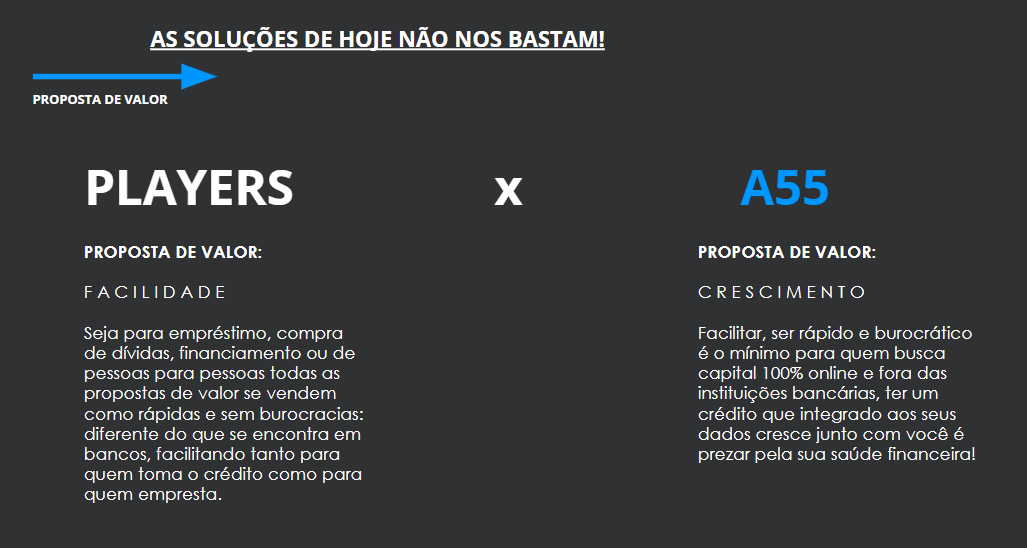 AS SOLUÇÕES DE HOJE NÃO NOS BASTAM!
PROPOSTA DE VALOR
PLAYERS
x
A55
PROPOSTA DE VALOR:
FACILIDADE
Seja para empréstimo, compra
de dívidas, financiamento ou de
pessoas para pessoas todas as
propostas de valor se vendem
como rápidas e sem burocracias:
diferente do que se encontra em
bancos, facilitando tanto para
quem toma o crédito como para
quem empresta.
PROPOSTA DE VALOR:
CRESCIMENTO
Facilitar, ser rápido e burocrático
é o mínimo para quem busca
capital 100% online e fora das
instituições bancárias, ter um
crédito que integrado aos seus
dados cresce junto com você é
prezar pela sua saúde financeira!